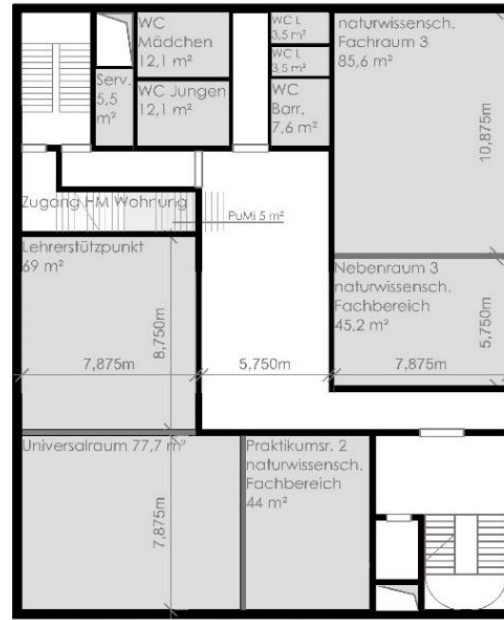 WC
Mädchen
12,1 m²
WC L
3,5 m²
WC L
3,5 m²
naturwissensch.
Fachraum 3
85,6 m²
Serv.
5,5
m²
WC Jungen
12,1 m²
WC
Barr.
7,6 m²
10,875m
Zugang HM Wohnung
PuMi 5 m²
Lehrerstützpunkt
69 m²
8,750m
Nebenraum 3
naturwissensch.
Fachbereich
45,2 m²
5,750m
7,875m
5,750m
7,875m
Universalraum 77,7 m²
Praktikumsr. 2
naturwissensch.
Fachbereich
44 m²
7,875m